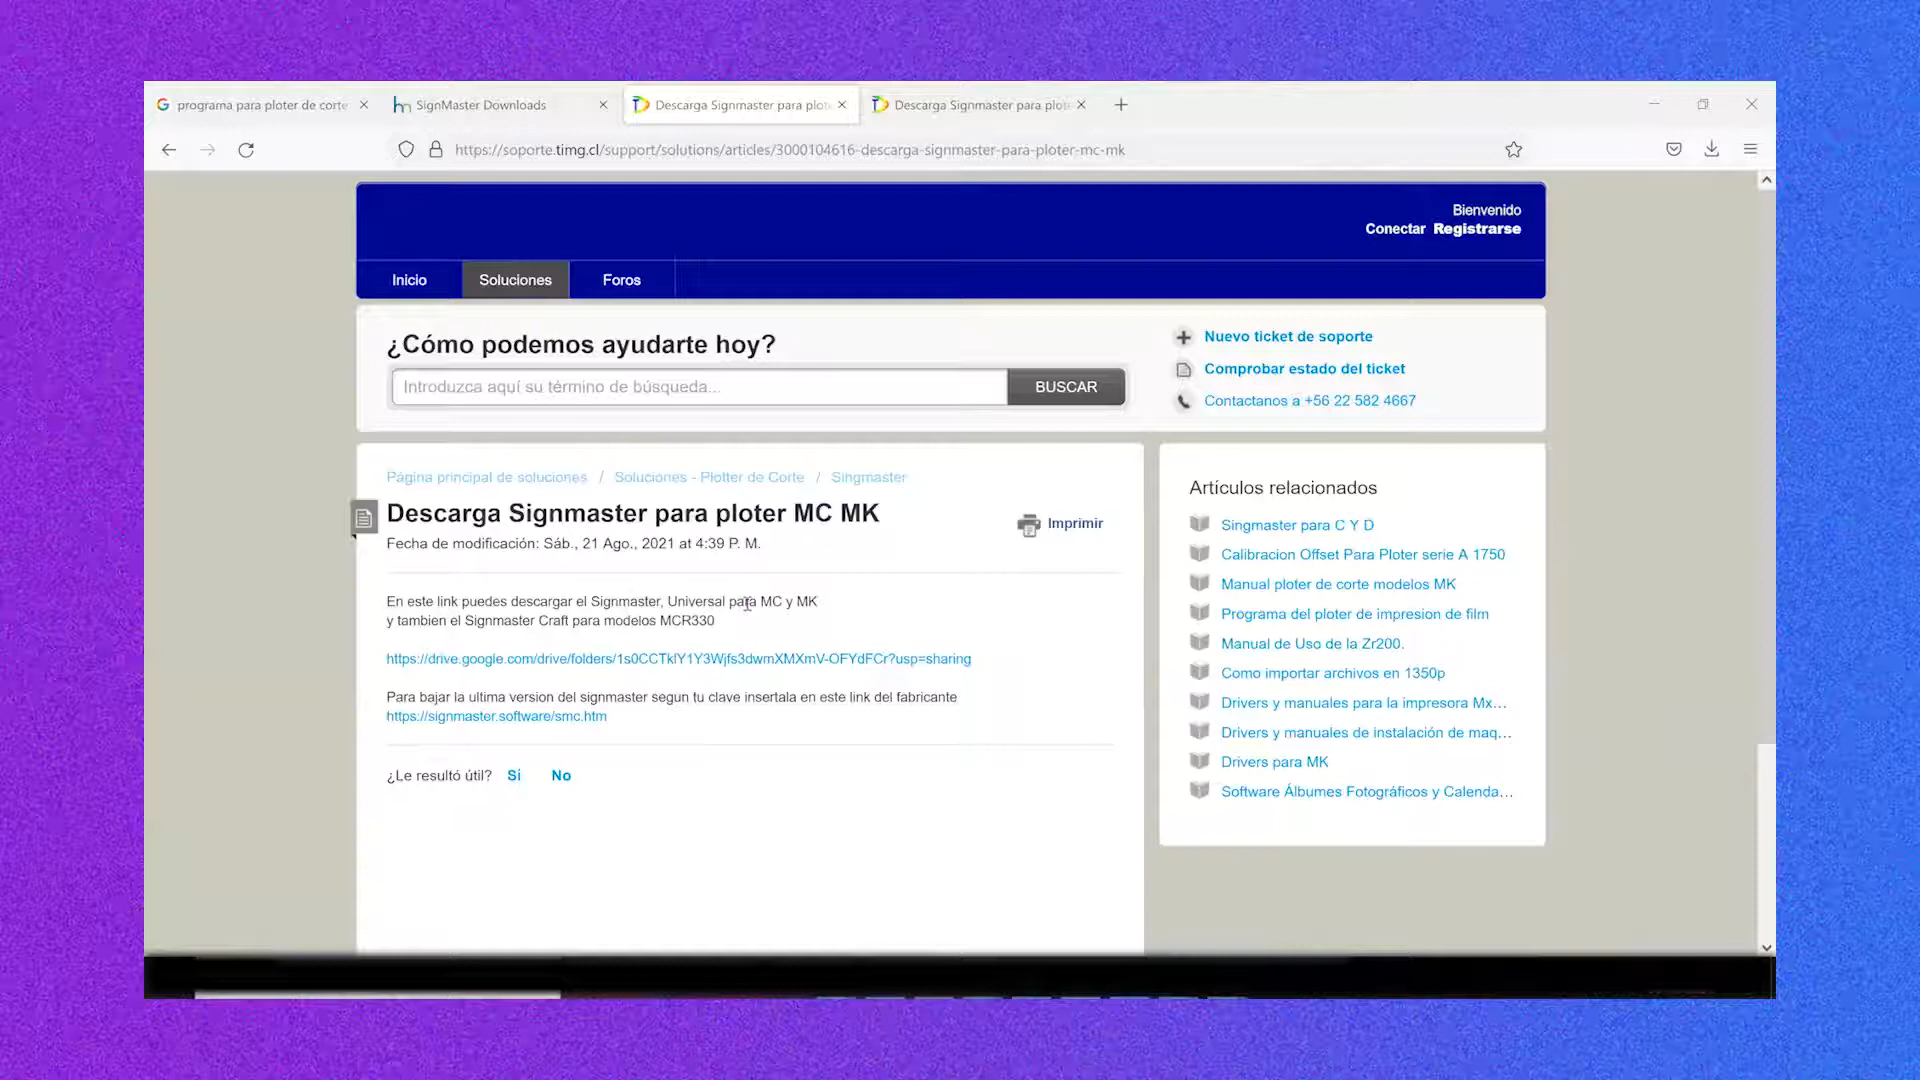 programa para ploter de corte
SignMaster Downloads
Descarga Signmaster para plot
Descarga Signmaster para plot
https://soporte.timg.cl/support/solutions/articles/3000104616-descarga-signmaster-para-ploter-mc-mk
Bienvenido
Conectar Registrarse
Inicio
Soluciones
Foros
¿Cómo podemos ayudarte hoy?
Introduzca aquí su término de búsqueda...
BUSCAR
Nuevo ticket de soporte
Comprobar estado del ticket
Contactanos a +56 22 582 4667
Página principal de soluciones / Soluciones - Plotter de Corte / Singmaster
Descarga Signmaster para ploter MC MK
Imprimir
Fecha de modificación: Sáb., 21 Ago., 2021 at 4:39 P. M.
En este link puedes descargar el Signmaster, Universal para MC y MK
y tambien el Signmaster Craft para modelos MCR330
https://drive.google.com/drive/folders/1s0CCTklY1Y3Wjfs3dwmXMXmV-OFYdFCr?usp=sharing
Para bajar la ultima version del signmaster segun tu clave insertala en este link del fabricante
https://signmaster.software/smc.htm
¿Le resultó útil? Sí No
Artículos relacionados
Singmaster para C Y D
Calibracion Offset Para Ploter serie A 1750
Manual ploter de corte modelos MK
Programa del ploter de impresion de film
Manual de Uso de la Zr200.
Como importar archivos en 1350p
Drivers y manuales para la impresora Mx...
Drivers y manuales de instalación de maq...
Drivers para MK
Software Álbumes Fotográficos y Calenda...